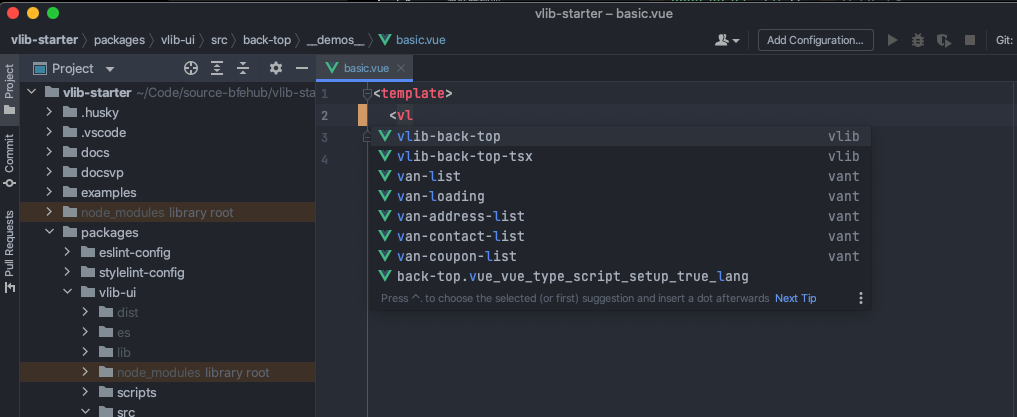 vlib-starter – basic.vue
vlib-starter packages vlib-ui src back-top __demos__ basic.vue
Add Configuration...
Git:
Project
Commit
Pull Requests
Project
vlib-starter ~/Code/source-bfehub/vlib-sta
.husky
.vscode
docs
docsvp
examples
node_modules library root
packages
eslint-config
stylelint-config
vlib-ui
dist
es
lib
node_modules library root
scripts
src
basic.vue
1 <template>
2 <vl
3
4
vlib-back-top vlib
vlib-back-top-tsx vlib
van-list vant
van-loading vant
van-address-list vant
van-contact-list vant
van-coupon-list vant
back-top.vue_vue_type_script_setup_true_lang
Press ^. to choose the selected (or first) suggestion and insert a dot afterwards Next Tip